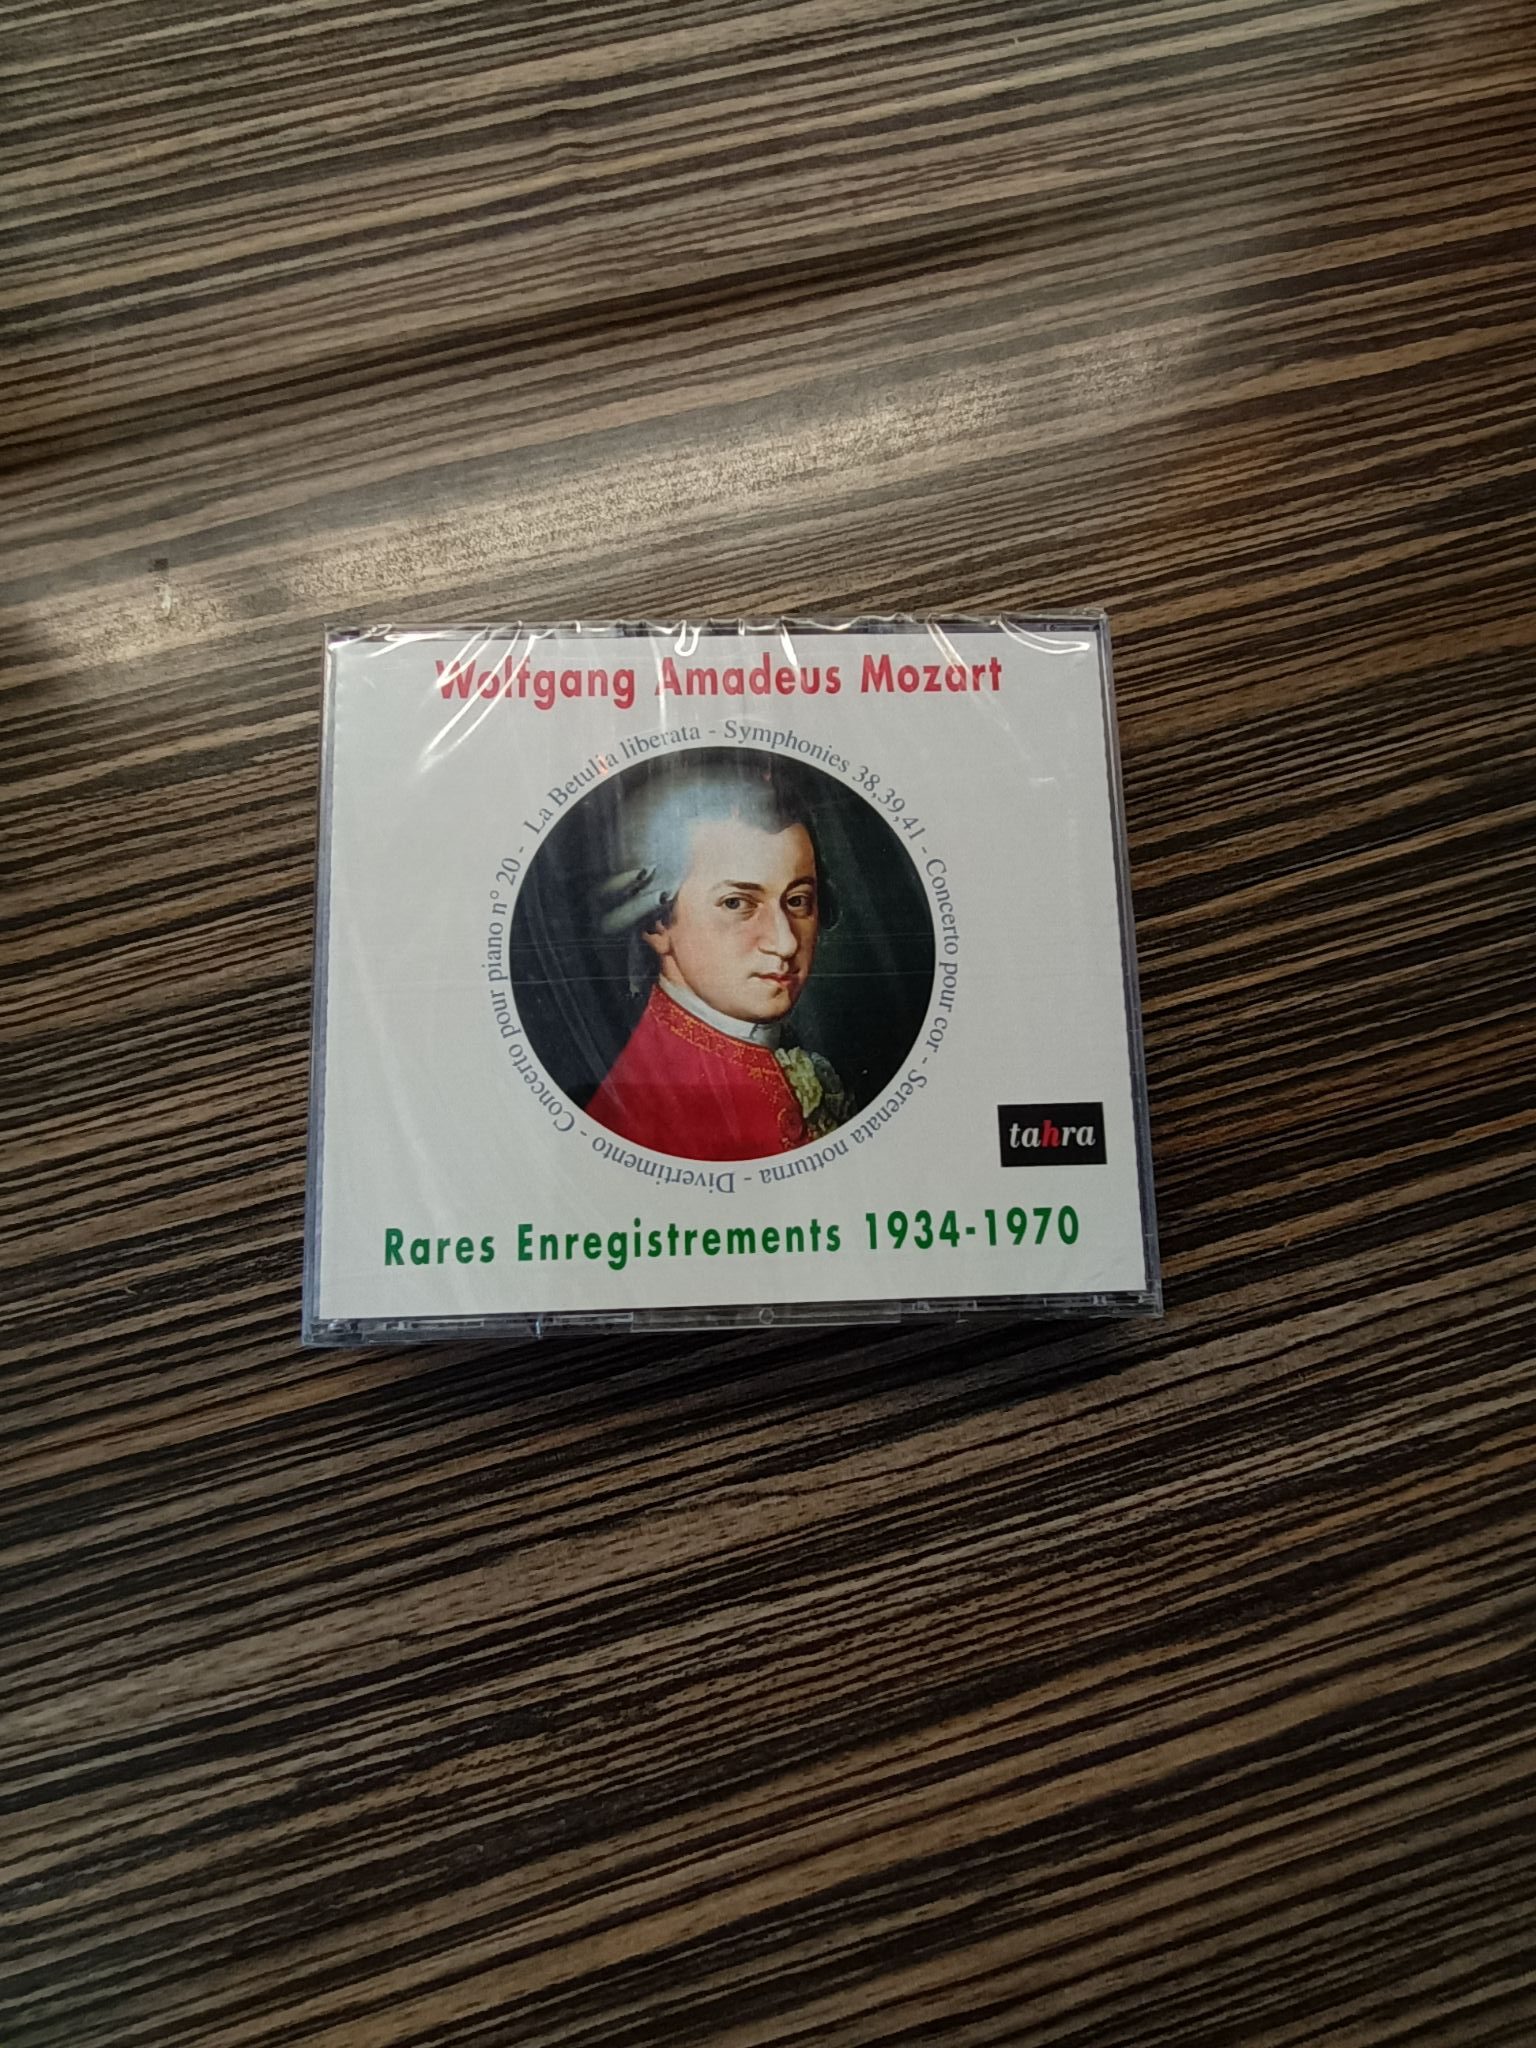 Wolfgang Amadeus Mozart
La Betulia liberata - Symphonies 38,39,41 - Concerto pour cor - Serenata notturna - Divertimento - Concerto pour piano n° 20 -
tahra
Rares Enregistrements 1934-1970